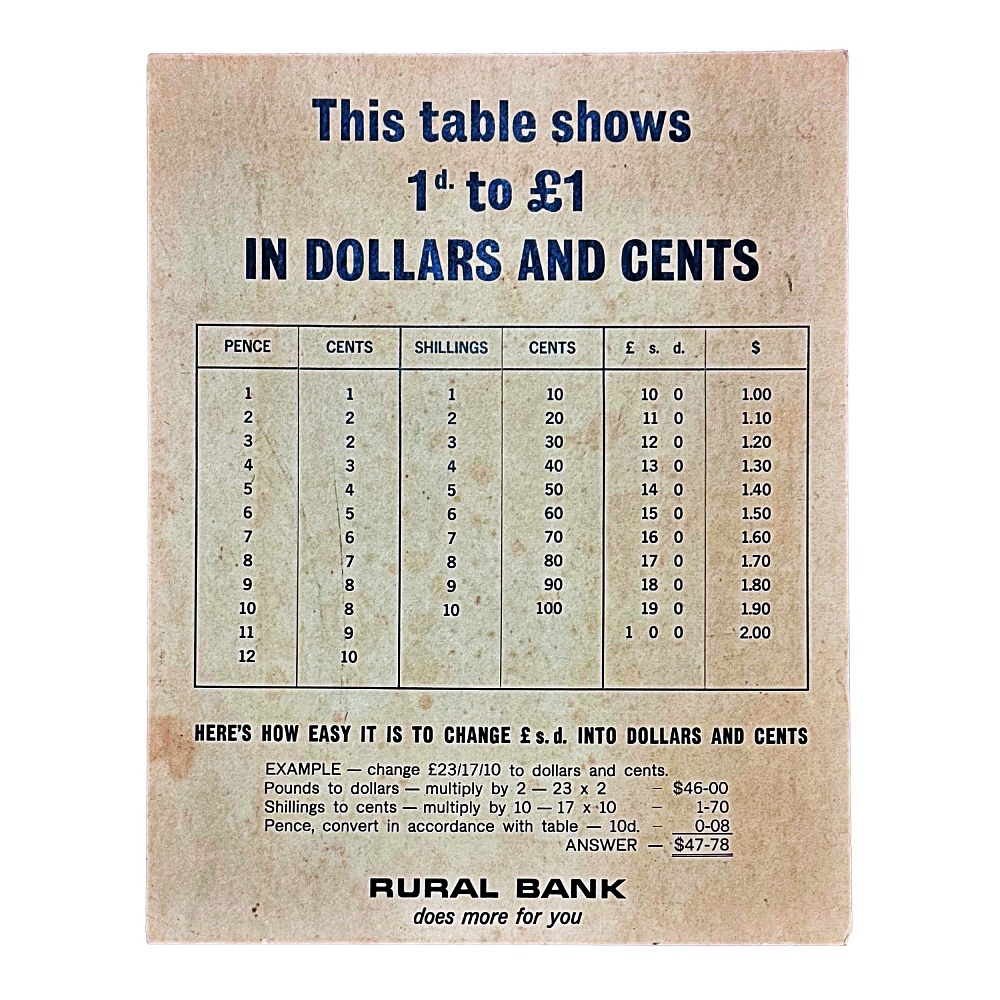 This table shows
1d. to £1
IN DOLLARS AND CENTS
PENCE CENTS SHILLINGS CENTS £ s. d. $
1 1 1 10 10 0 1.00
2 2 2 20 11 0 1.10
3 2 3 30 12 0 1.20
4 3 4 40 13 0 1.30
5 4 5 50 14 0 1.40
6 5 6 60 15 0 1.50
7 6 7 70 16 0 1.60
8 7 8 80 17 0 1.70
9 8 9 90 18 0 1.80
10 8 10 100 19 0 1.90
11 9 1 0 0 2.00
12 10
HERE'S HOW EASY IT IS TO CHANGE £ s. d. INTO DOLLARS AND CENTS
EXAMPLE — change £23/17/10 to dollars and cents.
Pounds to dollars — multiply by 2 — 23 x 2 – $46-00
Shillings to cents — multiply by 10 — 17 x 10 – 1-70
Pence, convert in accordance with table — 10d. – 0-08
ANSWER — $47-78
RURAL BANK
does more for you